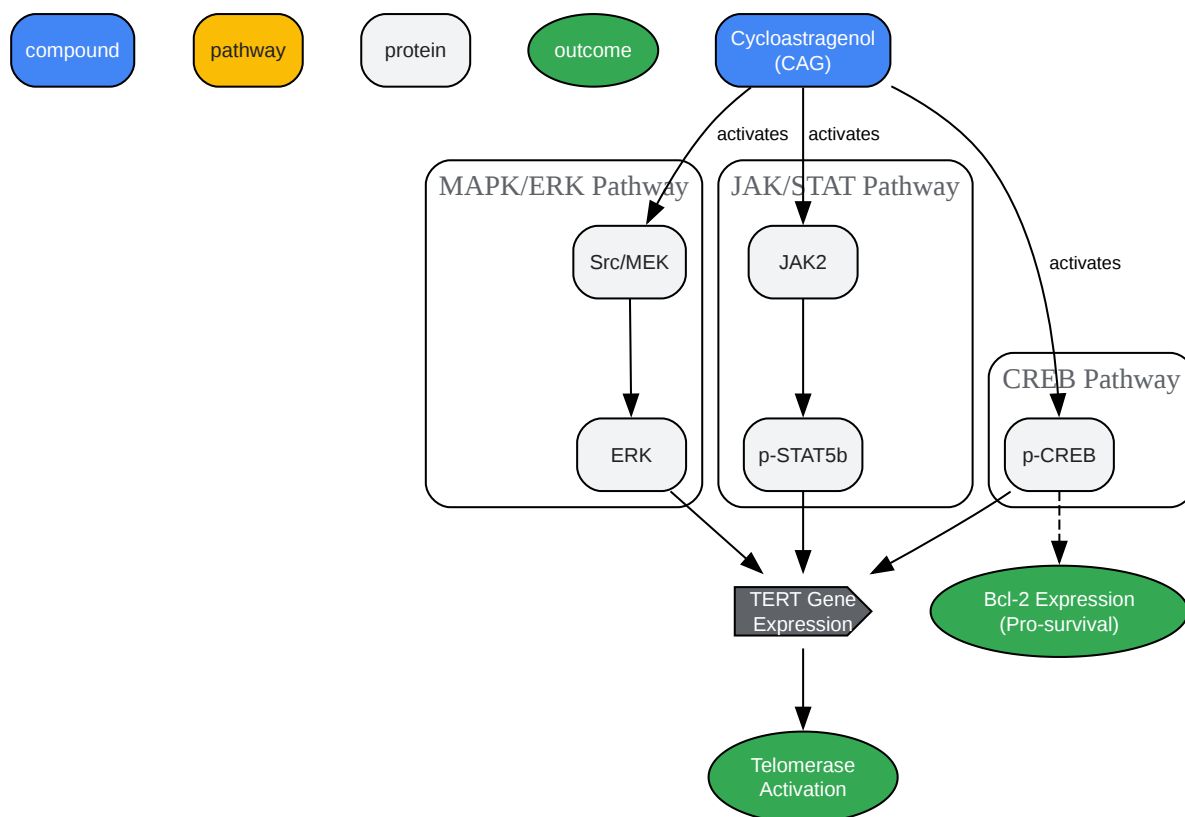 compound
pathway
protein
outcome
Cycloastragenol
(CAG)
activates
activates
MAPK/ERK Pathway
JAK/STAT Pathway
Src/MEK
JAK2
activates
CREB Pathway
ERK
p-STAT5b
p-CREB
TERT Gene
Expression
Bcl-2 Expression
(Pro-survival)
Telomerase
Activation